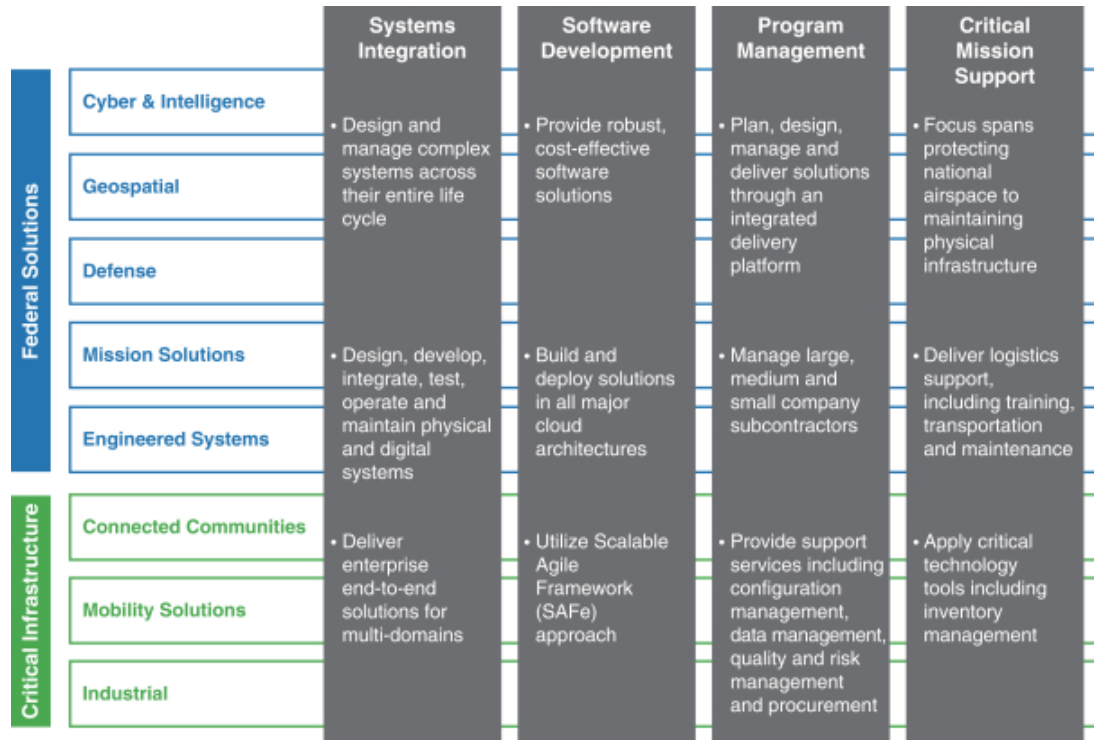 Systems
Integration
Software
Development
Program
Management
Critical
Mission
Support
Federal Solutions
Cyber & Intelligence
Geospatial
Defense
Mission Solutions
Engineered Systems
Critical Infrastructure
Connected Communities
Mobility Solutions
Industrial
• Design and
manage complex
systems across
their entire life
cycle
• Design, develop,
integrate, test,
operate and
maintain physical
and digital
systems
• Deliver
enterprise
end-to-end
solutions for
multi-domains
• Provide robust,
cost-effective
software
solutions
• Build and
deploy solutions
in all major
cloud
architectures
• Utilize Scalable
Agile
Framework
(SAFe)
approach
• Plan, design,
manage and
deliver solutions
through an
integrated
delivery
platform
• Manage large,
medium and
small company
subcontractors
• Provide support
services including
configuration
management,
data management,
quality and risk
management
and procurement
• Focus spans
protecting
national
airspace to
maintaining
physical
infrastructure
• Deliver logistics
support,
including training,
transportation
and maintenance
• Apply critical
technology
tools including
inventory
management